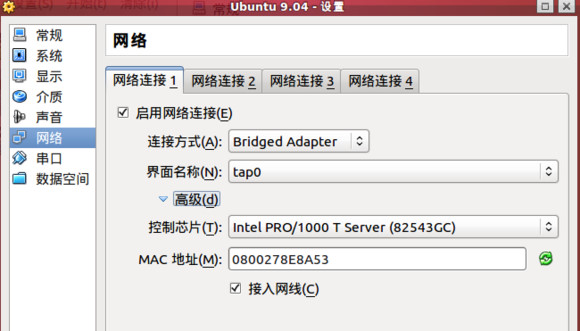 Ubuntu 9.04 - 设置
常规
系统
显示
介质
声音
网络
串口
数据空间
网络
网络连接 1 网络连接 2 网络连接 3 网络连接 4
启用网络连接(E)
连接方式(A): Bridged Adapter
界面名称(N): tap0
高级(d)
控制芯片(T): Intel PRO/1000 T Server (82543GC)
MAC 地址(M): 0800278E8A53
接入网线(C)